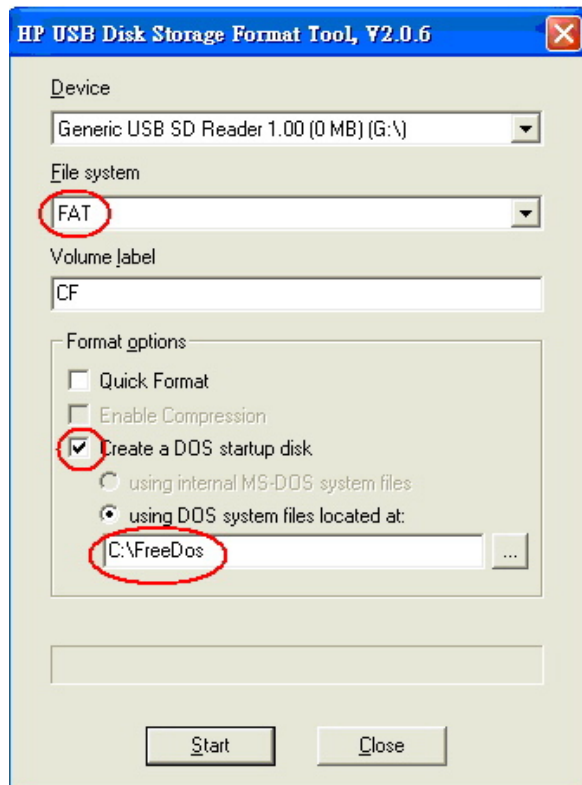 HP USB Disk Storage Format Tool, V2.0.6
Device
Generic USB SD Reader 1.00 (0 MB) (G:\)
File system
FAT
Volume label
CF
Format options
Quick Format
Enable Compression
Create a DOS startup disk
using internal MS-DOS system files
using DOS system files located at:
C:\FreeDos
...
Start
Close